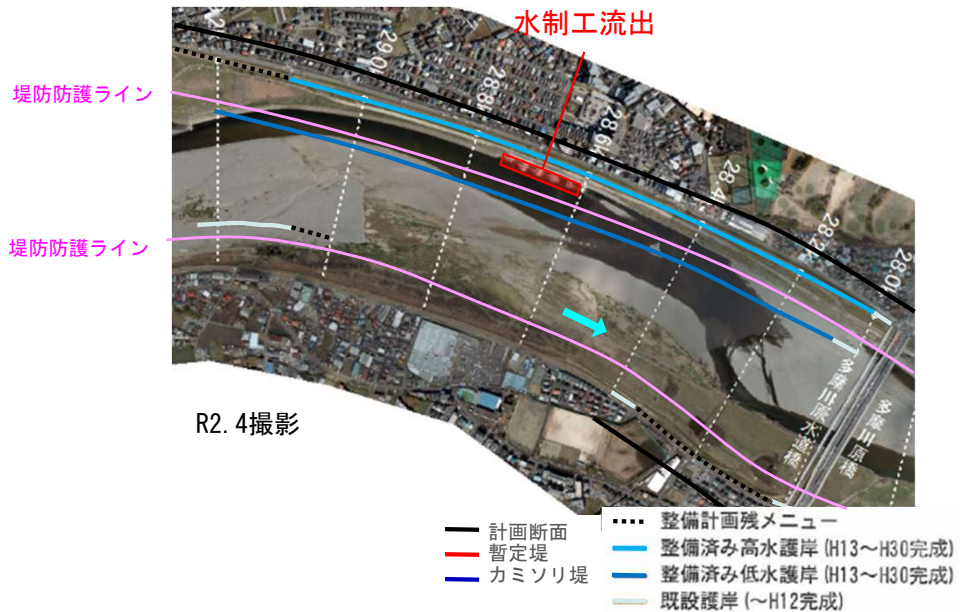 水制工流出
堤防防護ライン
堤防防護ライン
29.0k
28.8k
28.6k
28.4
28.2k
28.0k
多摩川原水道橋
多摩川原橋
R2.4撮影
計画断面
暫定堤
カミソリ堤
整備計画残メニュー
整備済み高水護岸(H13～H30完成)
整備済み低水護岸(H13～H30完成)
既設護岸(～H12完成)